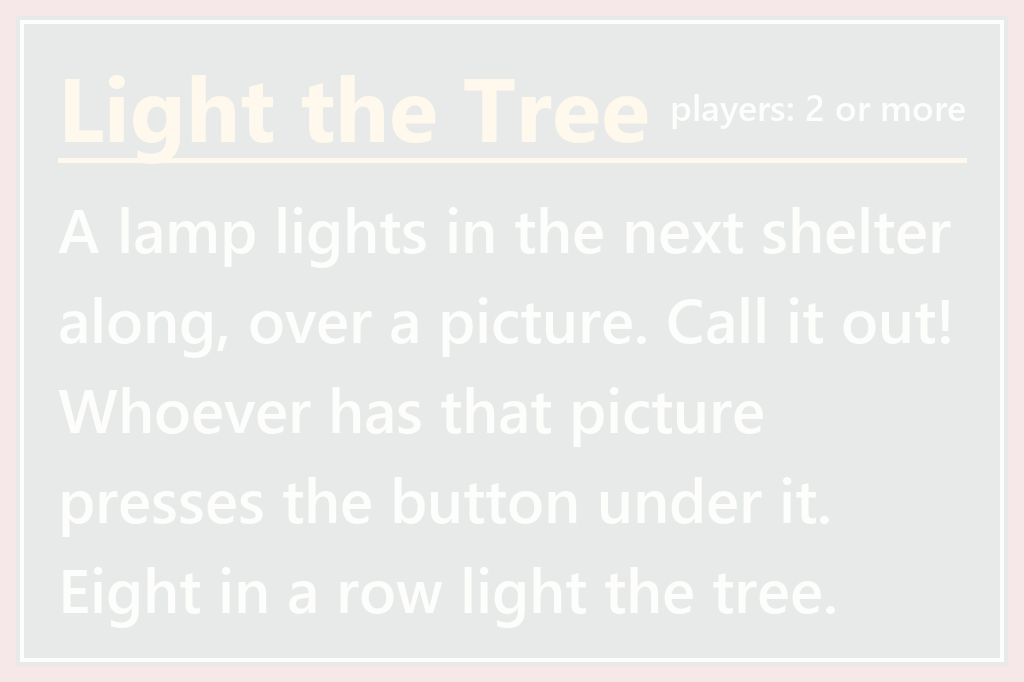 Light the Tree players: 2 or more
A lamp lights in the next shelter
along, over a picture. Call it out!
Whoever has that picture
presses the button under it.
Eight in a row light the tree.